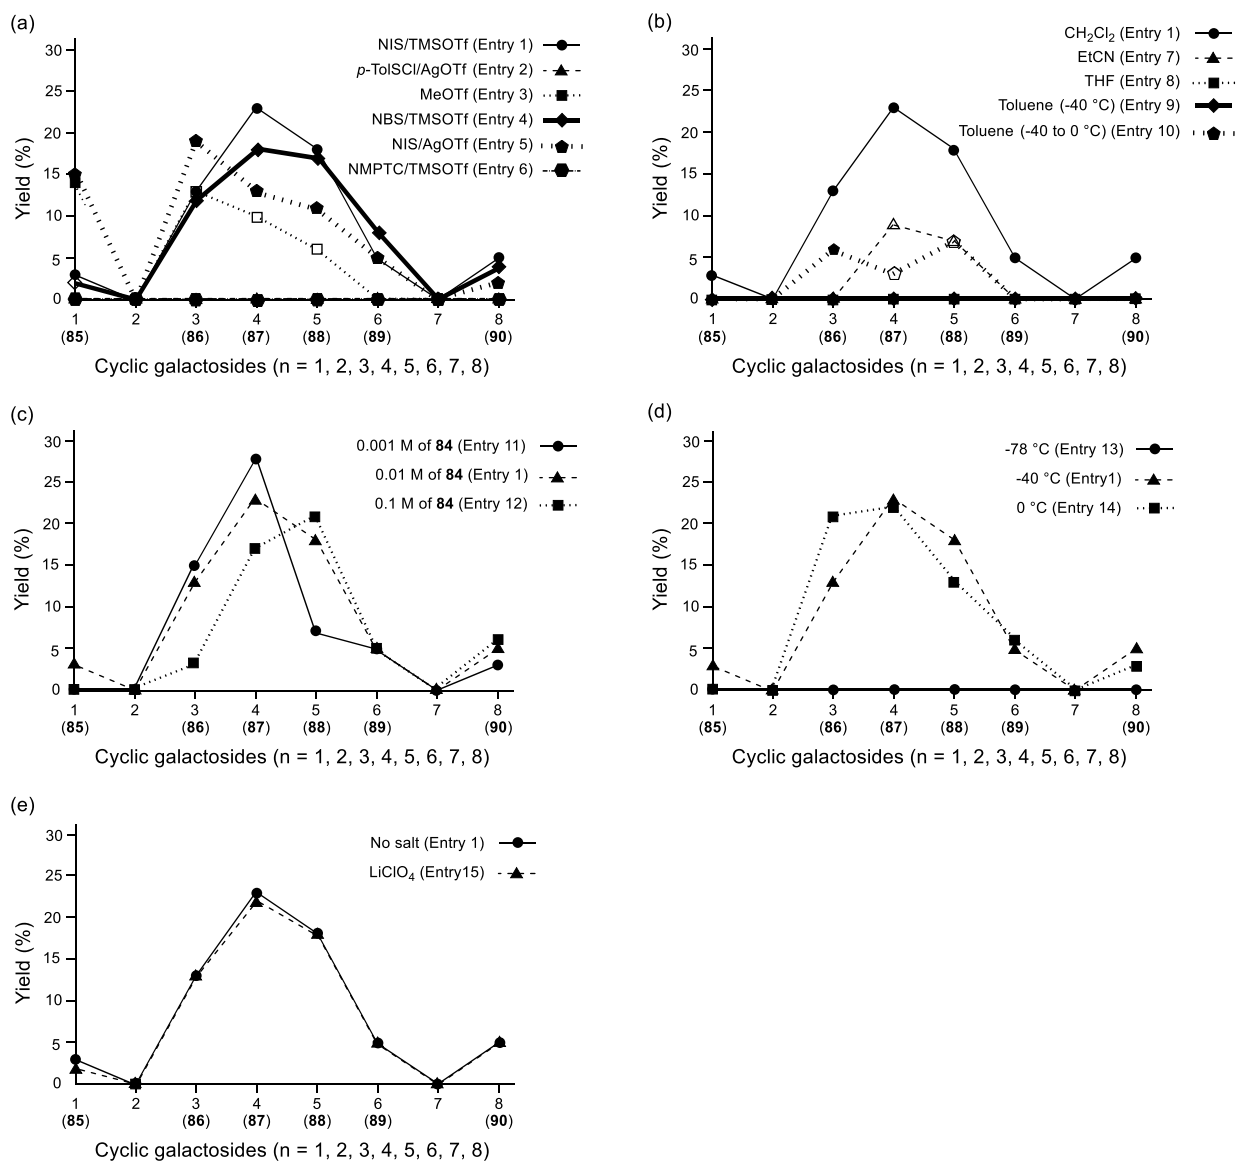 (a)
30
25
20
15
10
5
0
Yield (%)
NIS/TMSOTf (Entry 1)
p-TolSCl/AgOTf (Entry 2)
MeOTf (Entry 3)
NBS/TMSOTf (Entry 4)
NIS/AgOTf (Entry 5)
NMPTC/TMSOTf (Entry 6)
1 2 3 4 5 6 7 8
(85) (86) (87) (88) (89) (90)
Cyclic galactosides (n = 1, 2, 3, 4, 5, 6, 7, 8)
(b)
30
25
20
15
10
5
0
Yield (%)
CH₂Cl₂ (Entry 1)
EtCN (Entry 7)
THF (Entry 8)
Toluene (-40 °C) (Entry 9)
Toluene (-40 to 0 °C) (Entry 10)
1 2 3 4 5 6 7 8
(85) (86) (87) (88) (89) (90)
Cyclic galactosides (n = 1, 2, 3, 4, 5, 6, 7, 8)
(c)
30
25
20
15
10
5
0
Yield (%)
0.001 M of 84 (Entry 11)
0.01 M of 84 (Entry 1)
0.1 M of 84 (Entry 12)
1 2 3 4 5 6 7 8
(85) (86) (87) (88) (89) (90)
Cyclic galactosides (n = 1, 2, 3, 4, 5, 6, 7, 8)
(d)
30
25
20
15
10
5
0
Yield (%)
-78 °C (Entry 13)
-40 °C (Entry1)
0 °C (Entry 14)
1 2 3 4 5 6 7 8
(85) (86) (87) (88) (89) (90)
Cyclic galactosides (n = 1, 2, 3, 4, 5, 6, 7, 8)
(e)
30
25
20
15
10
5
0
Yield (%)
No salt (Entry 1)
LiClO₄ (Entry15)
1 2 3 4 5 6 7 8
(85) (86) (87) (88) (89) (90)
Cyclic galactosides (n = 1, 2, 3, 4, 5, 6, 7, 8)